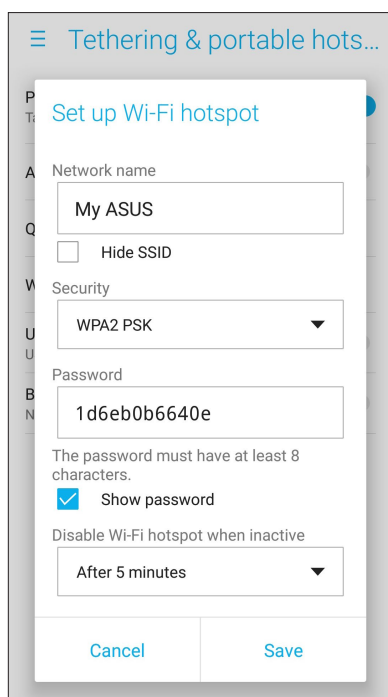 Tethering & portable hots...
P
Ta
Set up Wi-Fi hotspot
A
Network name
My ASUS
Q
Hide SSID
W
Security
WPA2 PSK
U
U
Password
B
N
1d6eb0b6640e
The password must have at least 8
characters.
Show password
Disable Wi-Fi hotspot when inactive
After 5 minutes
Cancel
Save